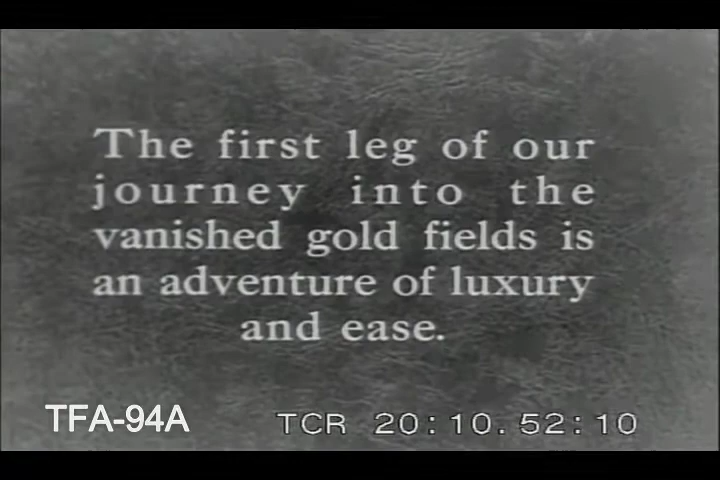 The first leg of our
journey into the
vanished gold fields is
an adventure of luxury
and ease.
TFA-94A
TCR 20:10.52:10